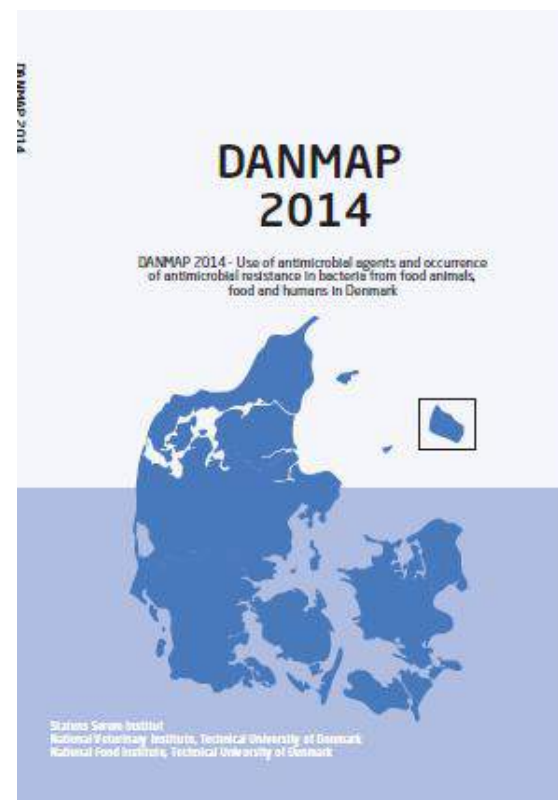 DANMAP 2014
DANMAP
2014
DANMAP 2014 - Use of antimicrobial agents and occurrence
of antimicrobial resistance in bacteria from food animals,
food and humans in Denmark
Statens Serum Institut
National Veterinary Institute, Technical University of Denmark
National Food Institute, Technical University of Denmark